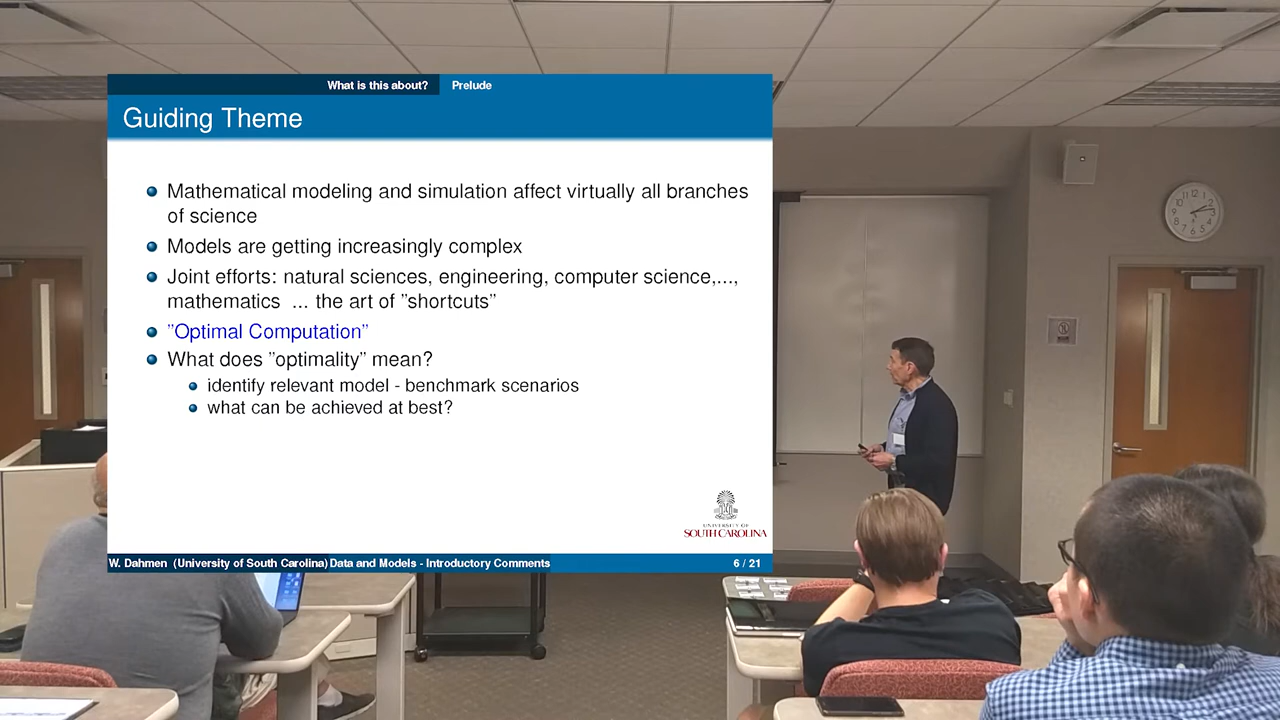 What is this about? Prelude
Guiding Theme
Mathematical modeling and simulation affect virtually all branches
of science
Models are getting increasingly complex
Joint efforts: natural sciences, engineering, computer science,...,
mathematics ... the art of ”shortcuts”
”Optimal Computation”
What does ”optimality” mean?
identify relevant model - benchmark scenarios
what can be achieved at best?
UNIVERSITY OF
SOUTH CAROLINA
W. Dahmen (University of South Carolina) Data and Models - Introductory Comments 6 / 21